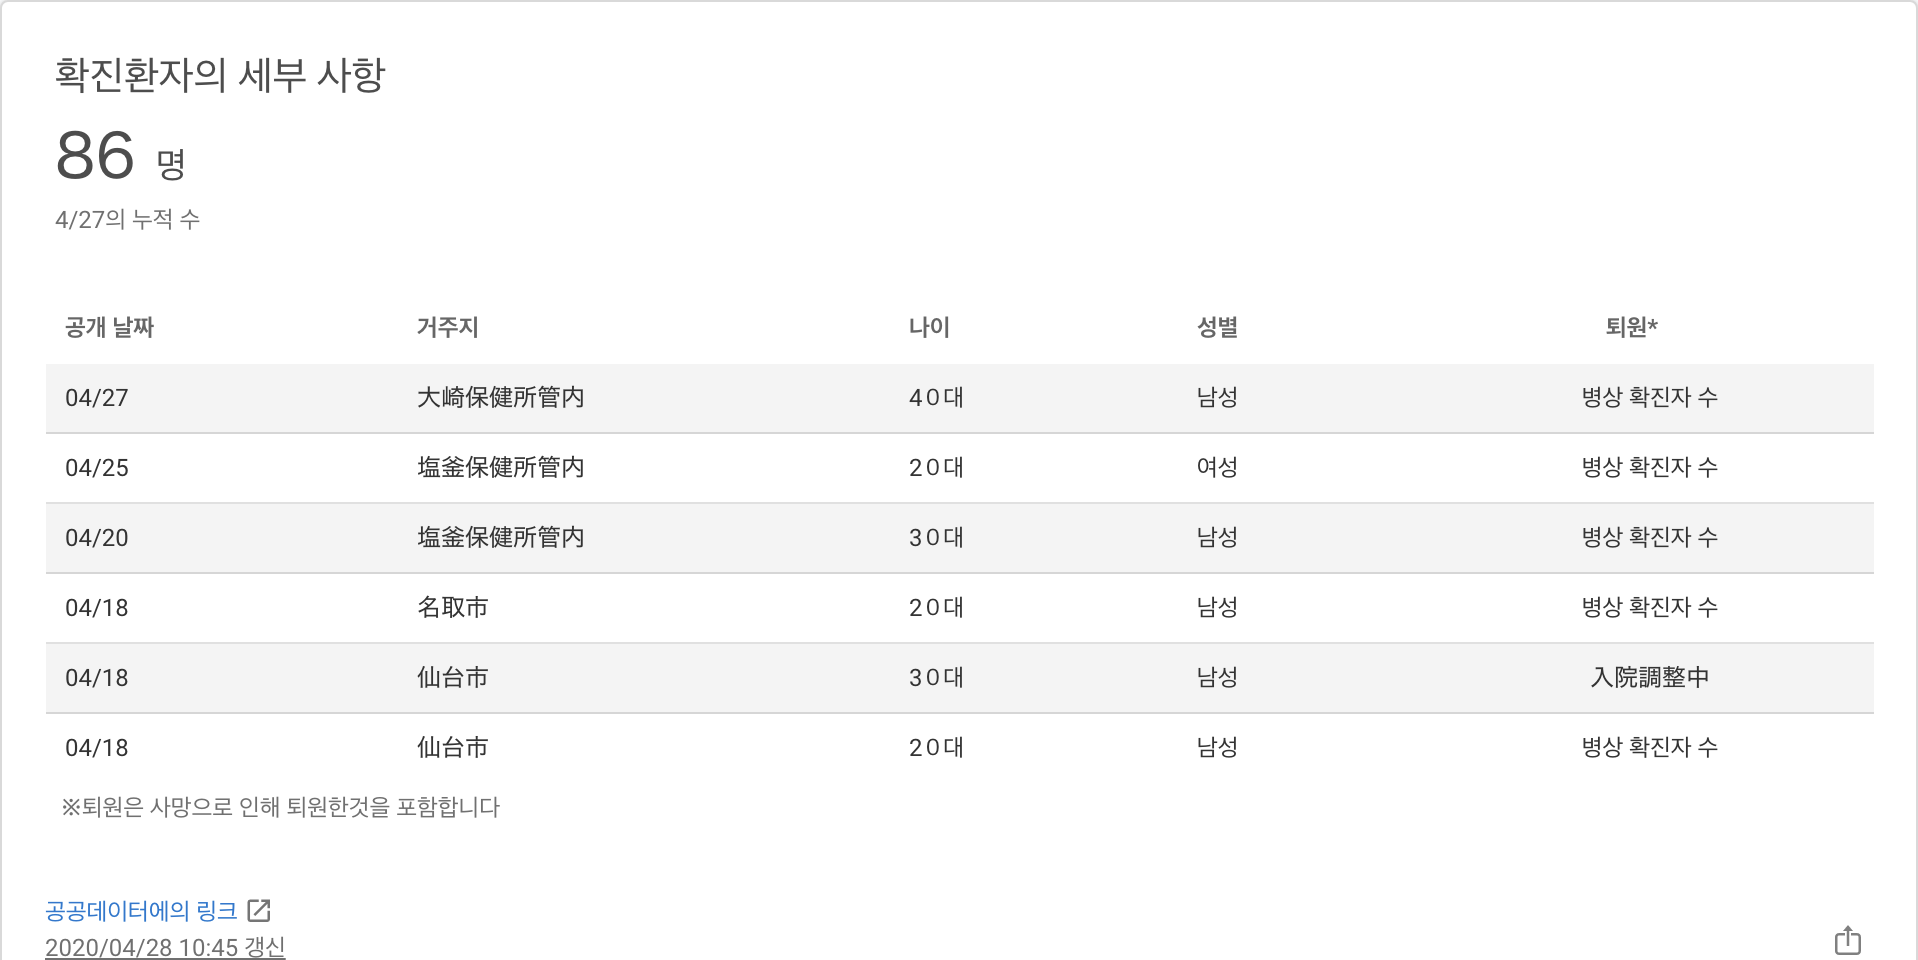 확진환자의 세부 사항
86 명
4/27의 누적 수
공개 날짜 거주지 나이 성별 퇴원*
04/27 大崎保健所管内 4０대 남성 병상 확진자 수
04/25 塩釜保健所管内 2０대 여성 병상 확진자 수
04/20 塩釜保健所管内 3０대 남성 병상 확진자 수
04/18 名取市 2０대 남성 병상 확진자 수
04/18 仙台市 3０대 남성 入院調整中
04/18 仙台市 2０대 남성 병상 확진자 수
※퇴원은 사망으로 인해 퇴원한것을 포함합니다
공공데이터에의 링크
2020/04/28 10:45 갱신